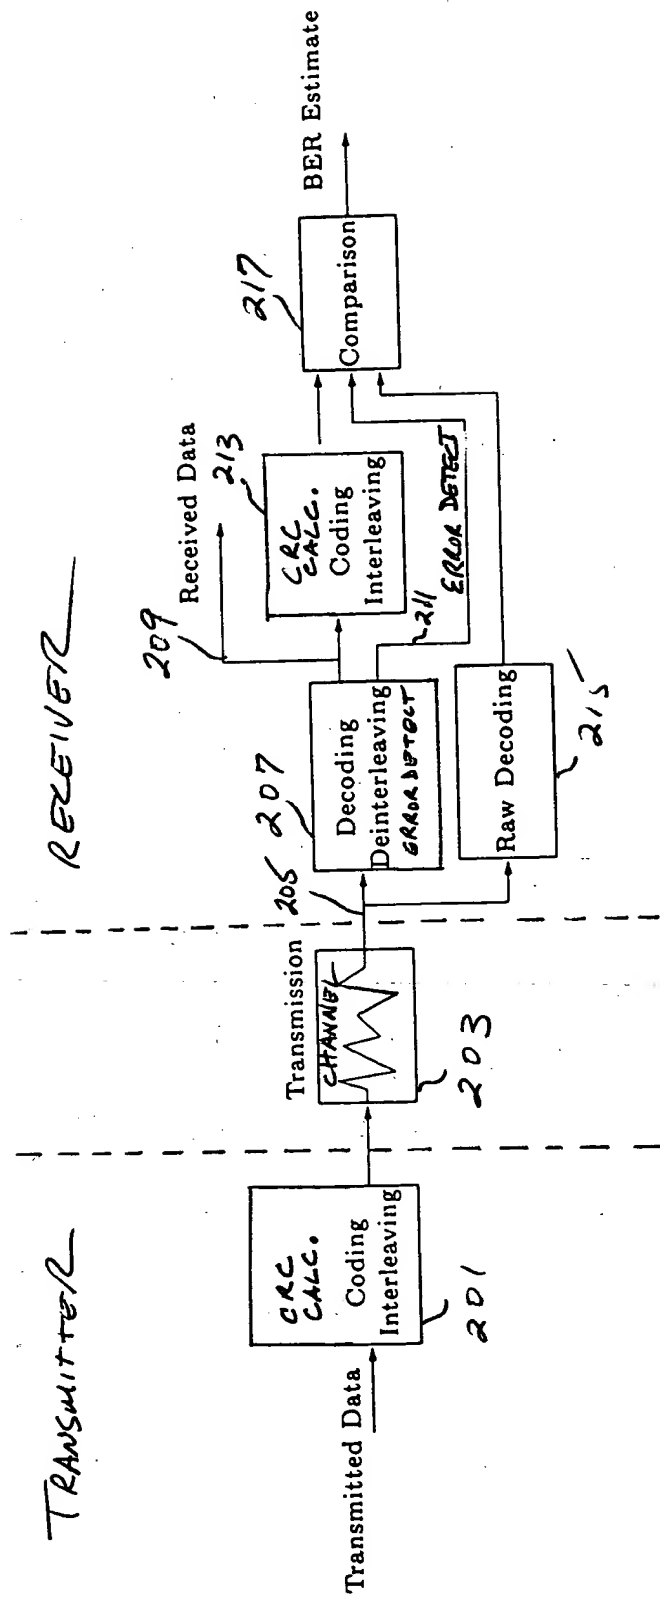 TRANSMITTER
RECEIVER
Transmitted Data
CRC
CALC.
Coding
Interleaving
201
Transmission
CHANNEL
203
205
207
Decoding
Deinterleaving
ERROR DETECT
209
Received Data
211
ERROR DETECT
213
CRC
CALC.
Coding
Interleaving
Raw Decoding
215
217
Comparison
BER Estimate